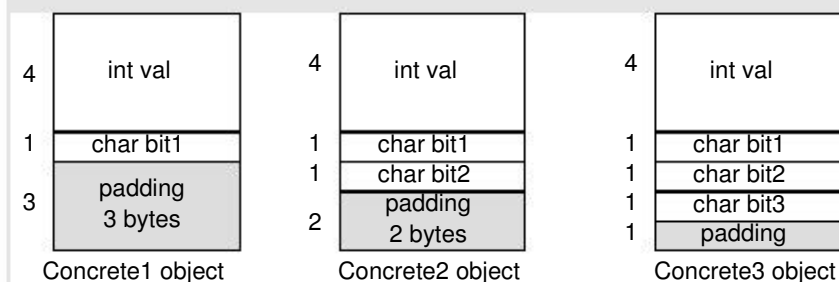 4 int val
1 char bit1
3 padding
3 bytes
Concrete1 object
4 int val
1 char bit1
1 char bit2
2 padding
2 bytes
Concrete2 object
4 int val
1 char bit1
1 char bit2
1 char bit3
1 padding
Concrete3 object